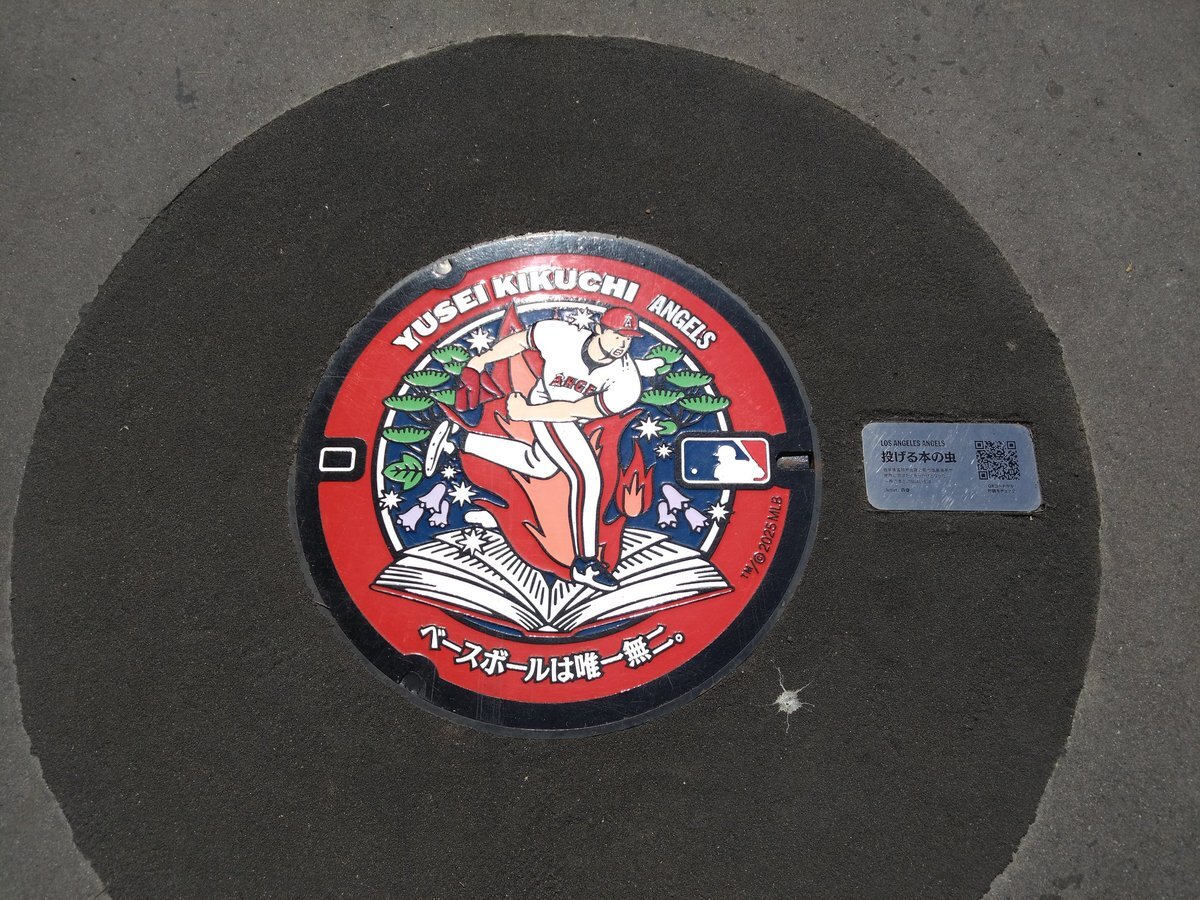 YUSEI KIKUCHI ANGELS
ANGE
A
™/© 2025 MLB
ベースボールは唯一無二。
LOS ANGELES ANGELS
投げる本の虫